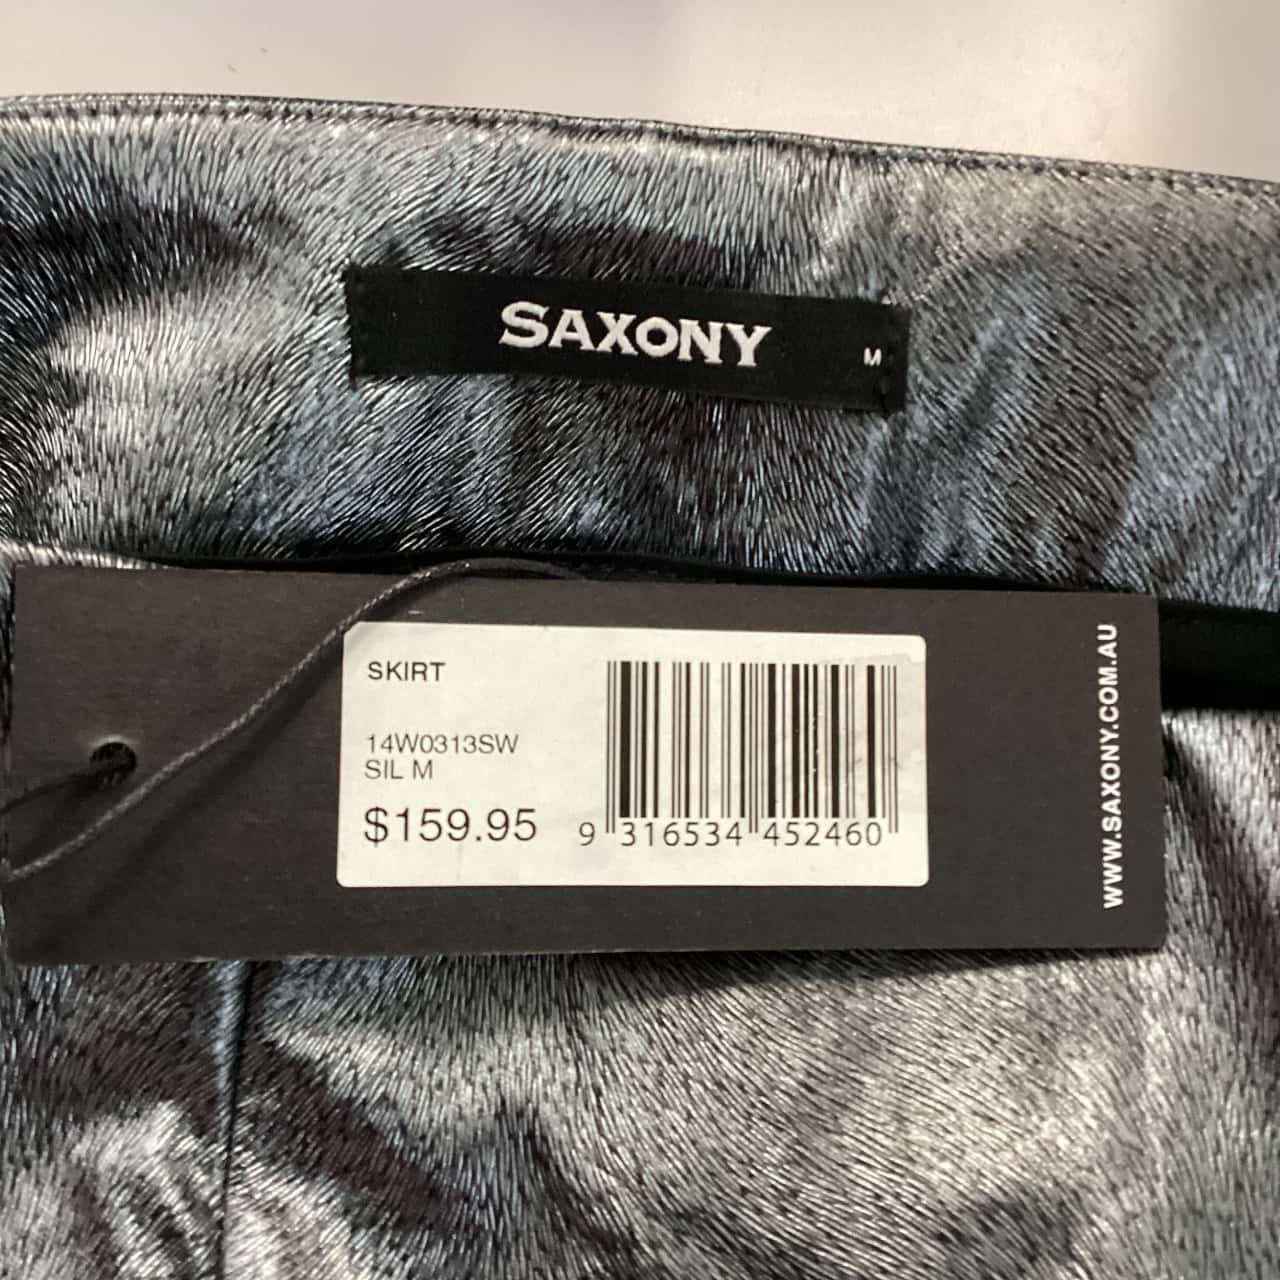 SAXONY M
SKIRT
14W0313SW
SIL M
$159.95
9 316534 452460
WWW.SAXONY.COM.AU